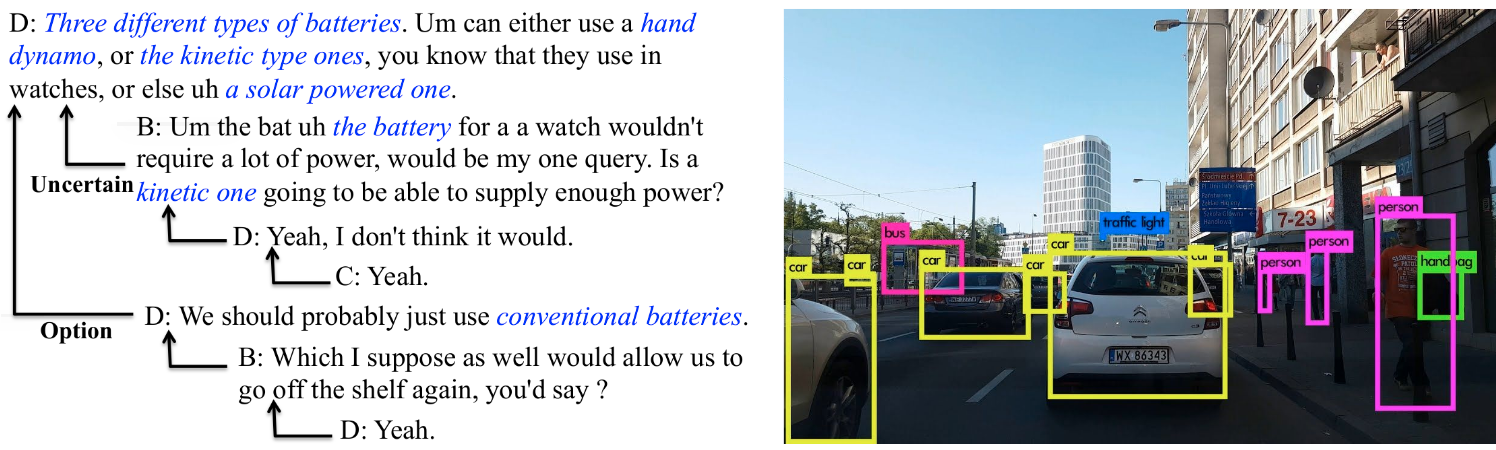 D: Three different types of batteries. Um can either use a hand
dynamo, or the kinetic type ones, you know that they use in
watches, or else uh a solar powered one.
B: Um the bat uh the battery for a a watch wouldn't
require a lot of power, would be my one query. Is a
Uncertain
kinetic one going to be able to supply enough power?
D: Yeah, I don't think it would.
C: Yeah.
D: We should probably just use conventional batteries.
Option
B: Which I suppose as well would allow us to
go off the shelf again, you'd say ?
D: Yeah.
7-23
person
traffic light
bus
person
car
car
car
car
person
handbag
car
car
WX 86343